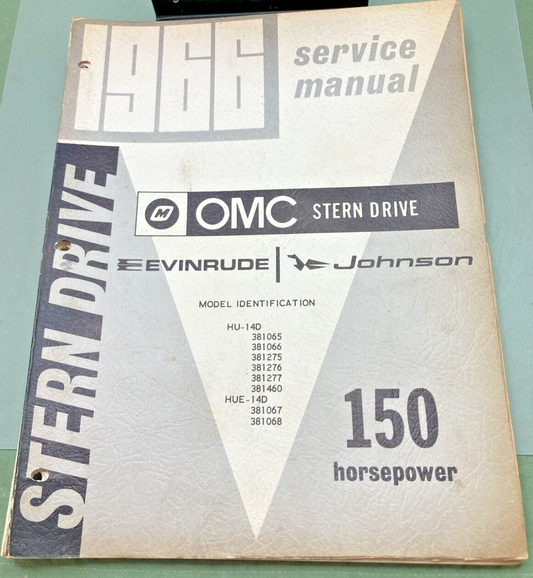 1966
service
manual
STERN DRIVE
M OMC STERN DRIVE
EVINRUDE | Johnson
MODEL IDENTIFICATION
HU-14D
381065
381066
381275
381276
381277
381460
HUE-14D
381067
381068
150
horsepower